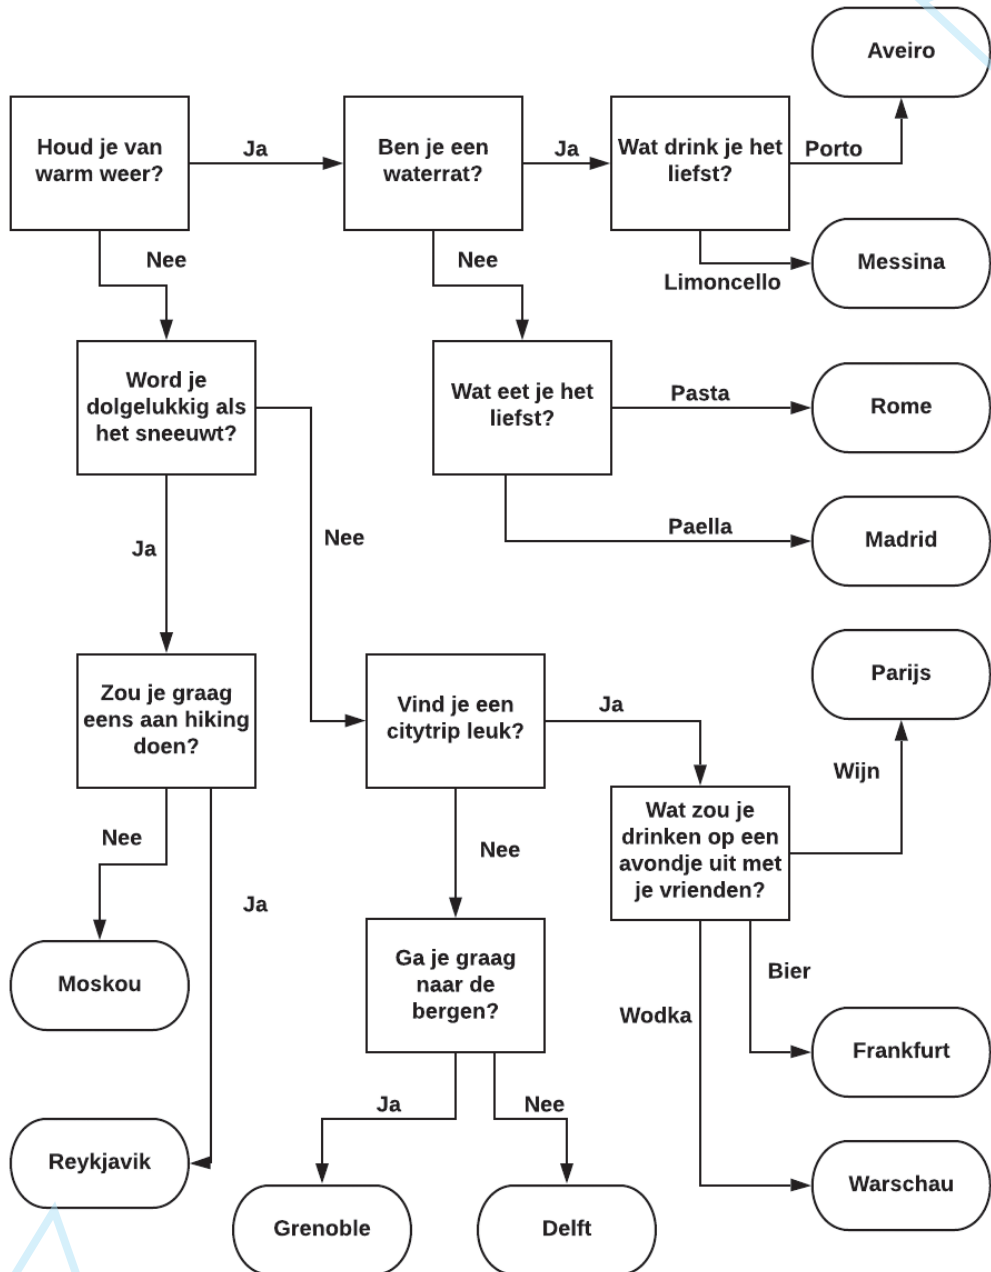 Aveiro
Houd je van
warm weer?
Ja
Ben je een
waterrat?
Ja
Wat drink je het
liefst?
Porto
Nee
Nee
Limoncello
Messina
Word je
dolgelukkig als
het sneeuwt?
Wat eet je het
liefst?
Pasta
Rome
Ja
Nee
Paella
Madrid
Zou je graag
eens aan hiking
doen?
Vind je een
citytrip leuk?
Ja
Parijs
Wijn
Nee
Ja
Nee
Wat zou je
drinken op een
avondje uit met
je vrienden?
Moskou
Ga je graag
naar de
bergen?
Wodka
Bier
Frankfurt
Reykjavik
Ja
Nee
Warschau
Grenoble
Delft